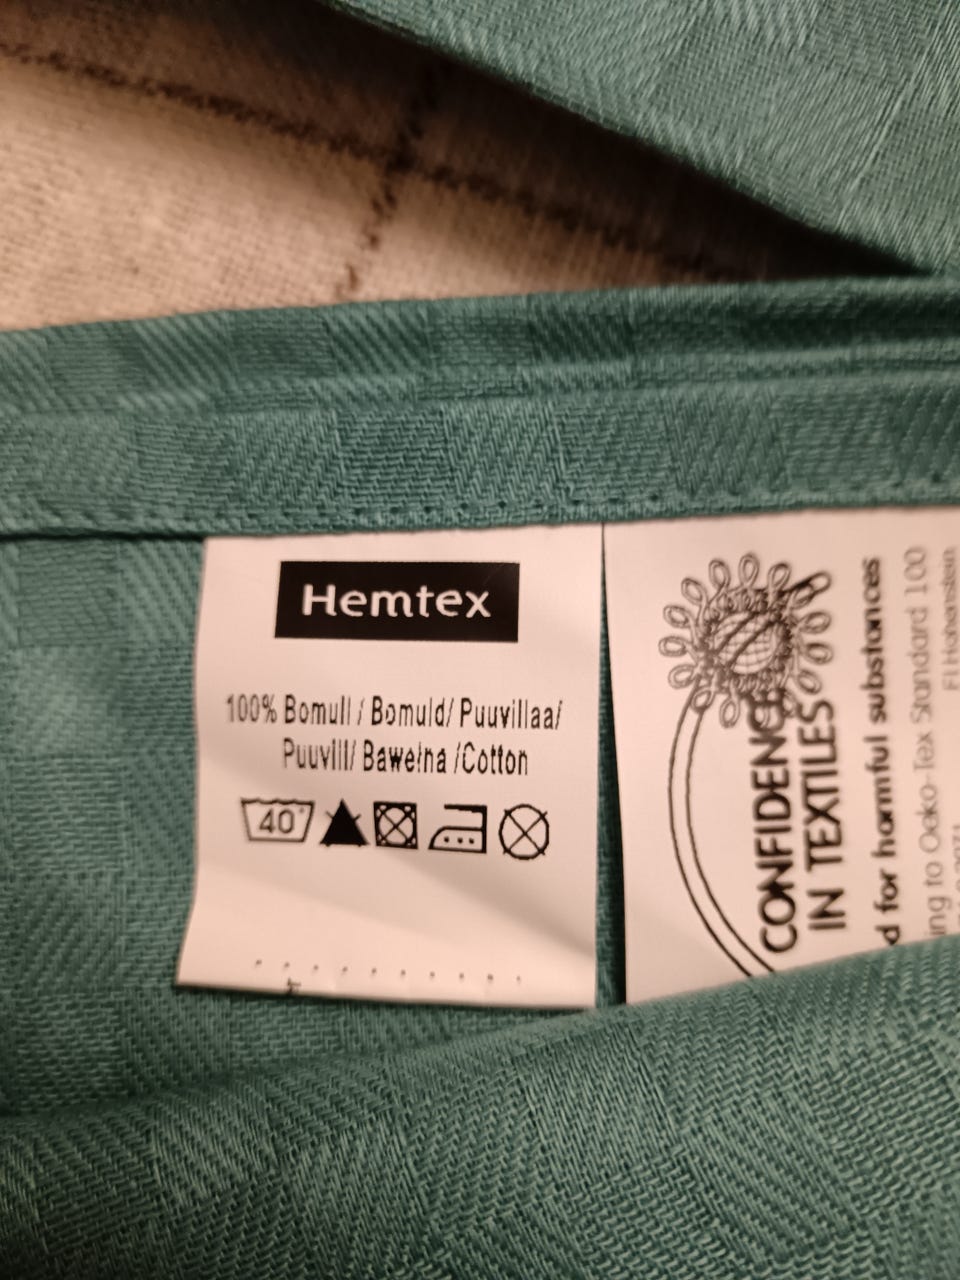 Hemtex
100% Bomull / Bomuld/ Puuvillaa/
Puuvill/ Bawełna /Cotton
40°
CONFIDENCE
IN TEXTILES
d for harmful substances
ing to Oeko-Tex Standard 100
FI Hohenstein